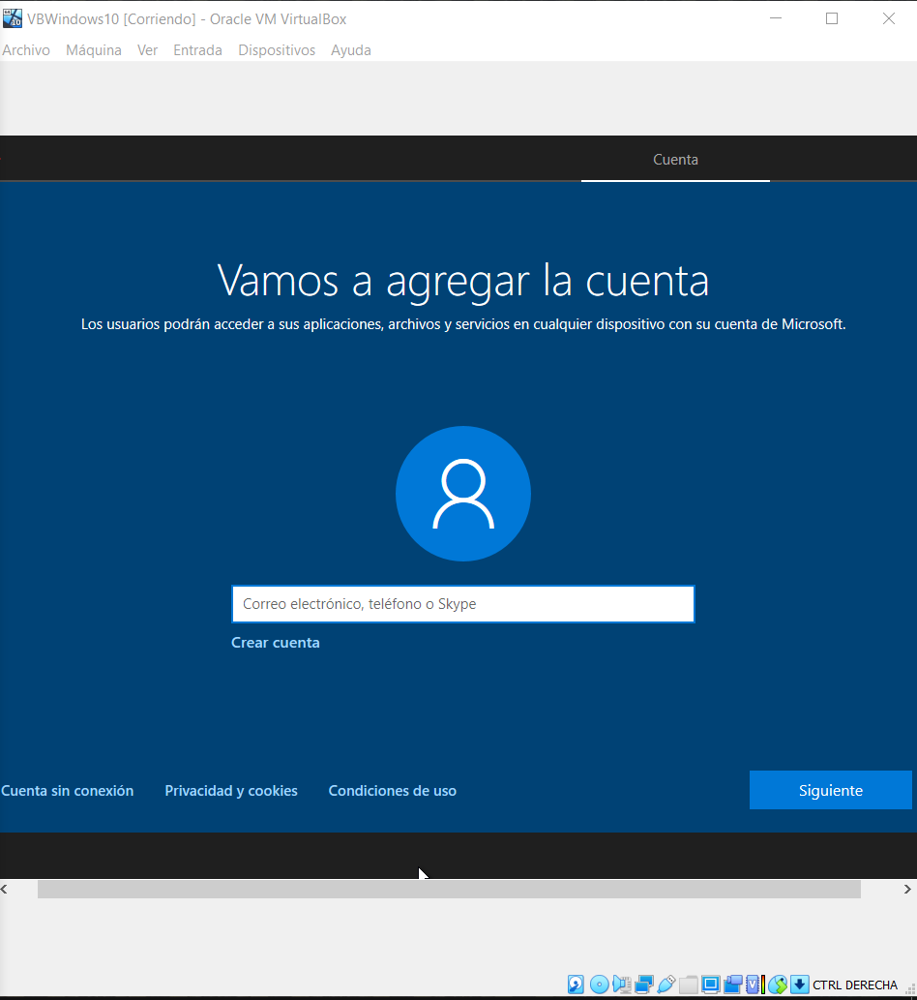 VBWindows10 [Corriendo] - Oracle VM VirtualBox
Archivo Máquina Ver Entrada Dispositivos Ayuda
Cuenta
Vamos a agregar la cuenta
Los usuarios podrán acceder a sus aplicaciones, archivos y servicios en cualquier dispositivo con su cuenta de Microsoft.
Correo electrónico, teléfono o Skype
Crear cuenta
Cuenta sin conexión Privacidad y cookies Condiciones de uso Siguiente
CTRL DERECHA